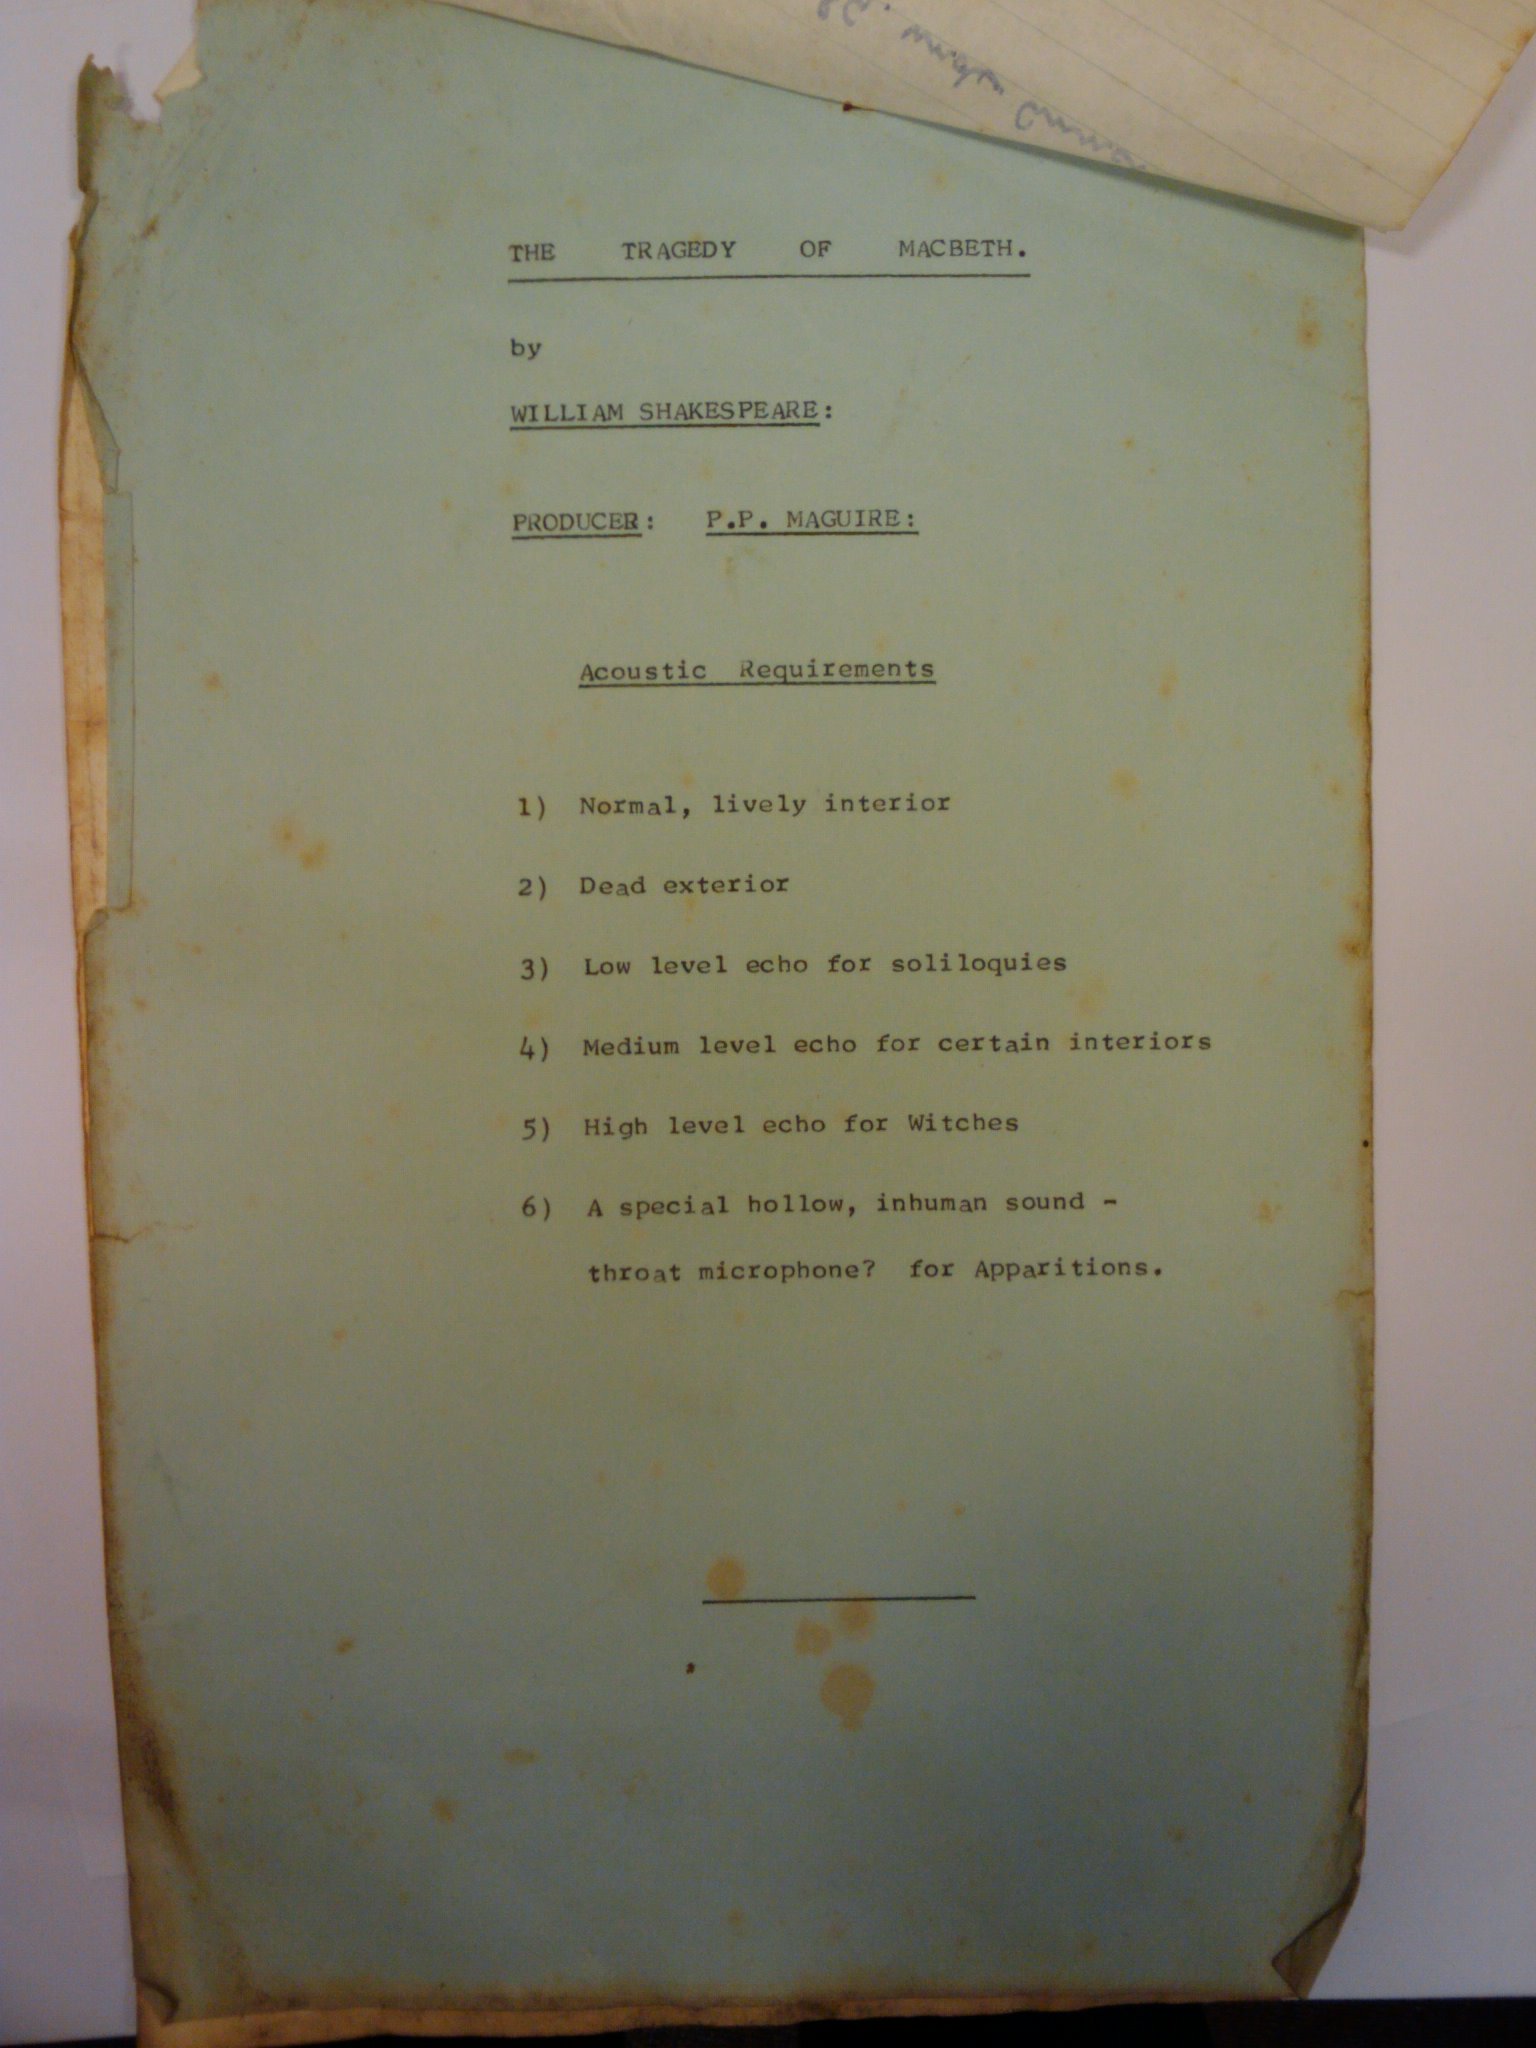 THE TRAGEDY OF MACBETH.
by
WILLIAM SHAKESPEARE:
PRODUCER: P.P. MAGUIRE:
Acoustic Requirements
1) Normal, lively interior
2) Dead exterior
3) Low level echo for soliloquies
4) Medium level echo for certain interiors
5) High level echo for Witches
6) A special hollow, inhuman sound -
throat microphone? for Apparitions.